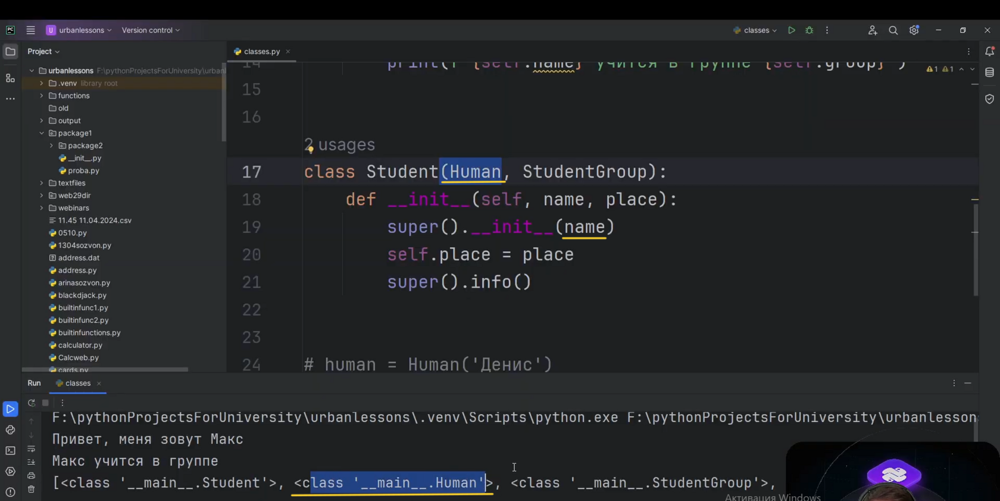 urbanlessons
Version control
classes
Project
classes.py
urbanlessons F:\pythonProjectsForUniversity\urbanl
.venv library root
functions
old
output
package1
package2
__init__.py
proba.py
textfiles
web29dir
webinars
11.45 11.04.2024.csv
0510.py
1304sozvon.py
address.dat
address.py
arinasozvon.py
blackdjack.py
builtinfunc1.py
builtinfunc2.py
builtinfunctions.py
calculator.py
Calcweb.py
cards.py
1 1
14 print(f'{self.name} учится в группе {self.group}')
15
16
2 usages
17 class Student(Human, StudentGroup):
18 def __init__(self, name, place):
19 super().__init__(name)
20 self.place = place
21 super().info()
22
23
24 # human = Human('Денис')
Run classes
F:\pythonProjectsForUniversity\urbanlessons\.venv\Scripts\python.exe F:\pythonProjectsForUniversity\urbanlesson
Привет, меня зовут Макс
Макс учится в группе
[<class '__main__.Student'>, <class '__main__.Human'>, <class '__main__.StudentGroup'>,
Активация Windows